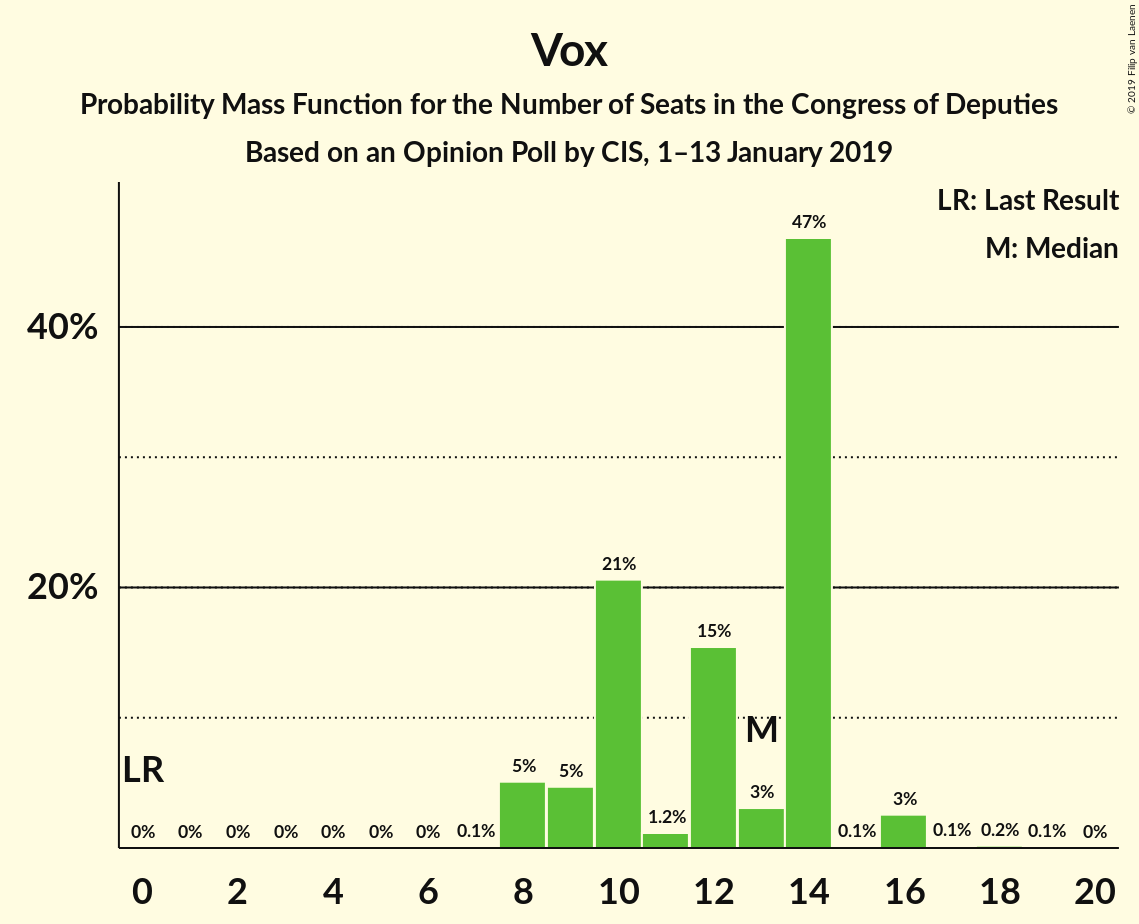 Vox
Probability Mass Function for the Number of Seats in the Congress of Deputies
Based on an Opinion Poll by CIS, 1–13 January 2019
© 2019 Filip van Laenen
LR: Last Result
M: Median
47%
40%
21%
20%
15%
M
LR
5%
5%
3%
3%
1.2%
0%
0%
0%
0%
0%
0%
0%
0.1%
0.1%
0.1%
0.2%
0.1%
0%
0 2 4 6 8 10 12 14 16 18 20